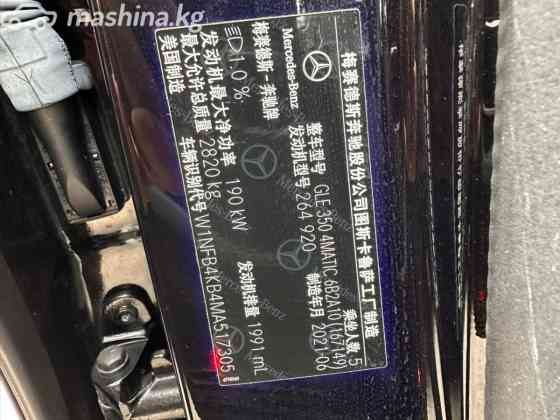 mashina.kg
Mercedes-Benz
梅赛德斯奔驰股份公司图斯卡鲁萨工厂制造
梅赛德斯-奔驰牌
整车型号 GLE 350 4MATIC 6B2A10 (167149)
乘坐人数 5
1.0 %
发动机型号 264 920
制造年月 2021-06
发动机最大净功率 190 kW
发动机排量 1991 mL
最大允许总质量 2820 kg
车辆识别代号 W1NFB4KB4MA517305
美国制造